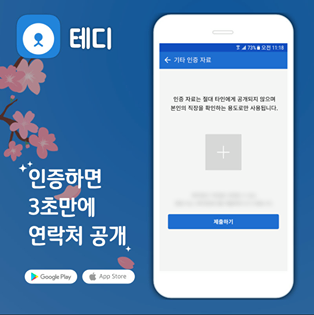 테디
73% 오전 11:18
← 기타 인증 자료
인증 자료는 절대 타인에게 공개되지 않으며
본인의 직장을 확인하는 용도로만 사용됩니다.
제출하기
인증하면
3초만에
연락처 공개
Google Play
App Store